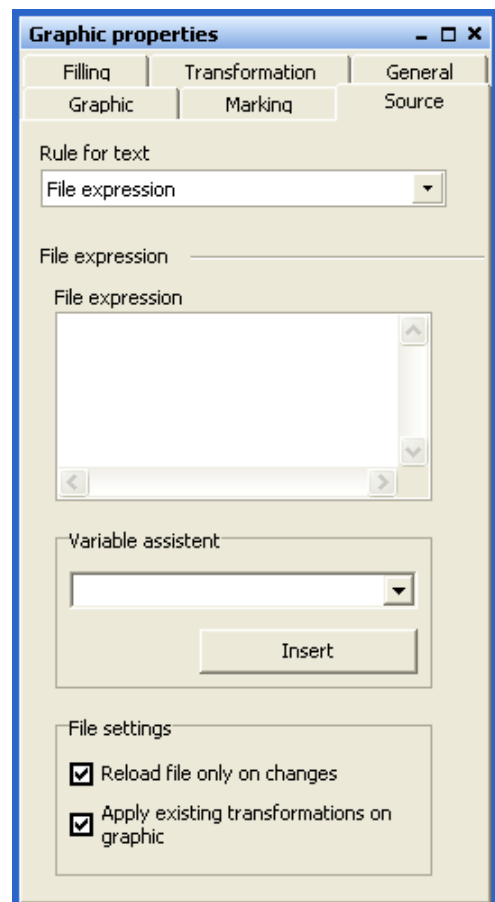 Graphic properties
Filling Transformation General
Graphic Marking Source
Rule for text
File expression
File expression
File expression
Variable assistent
Insert
File settings
Reload file only on changes
Apply existing transformations on
graphic